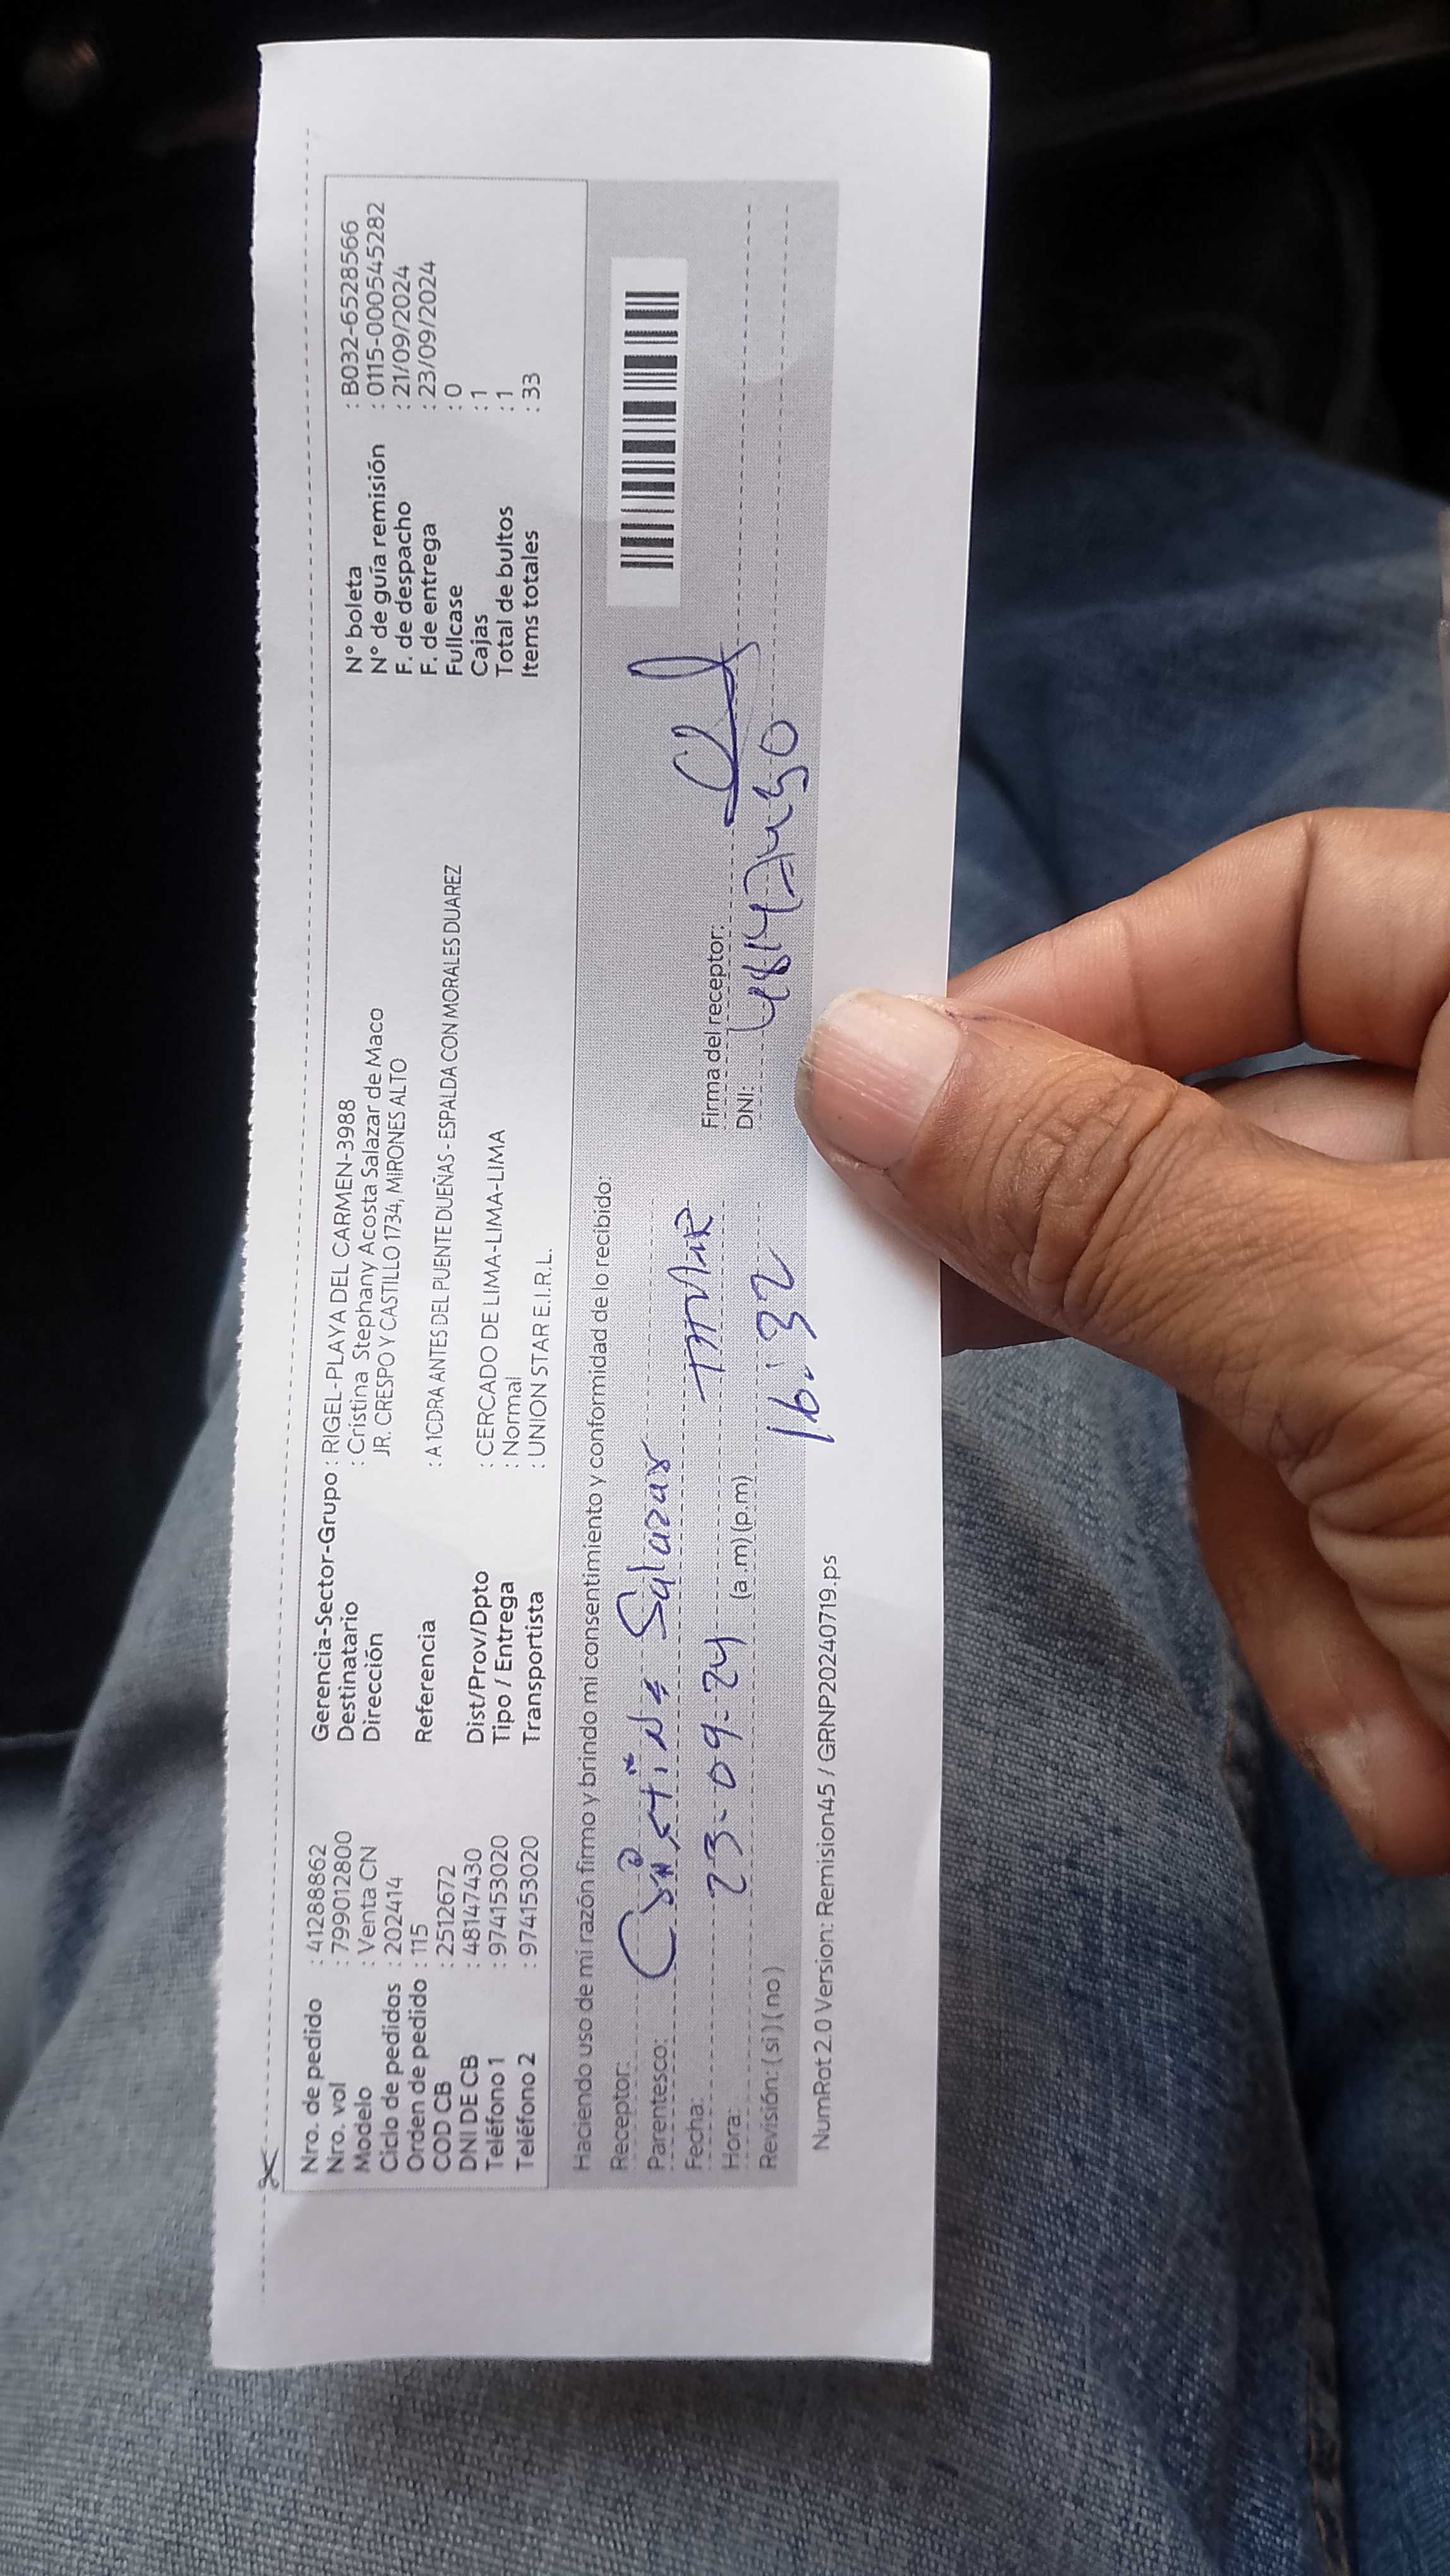 Nro. de pedido : 41288862
Nro. vol : 7990012800
Modelo : Venta CN
Ciclo de pedidos : 202414
Orden de pedido : 115
COD CB : 2512672
DNI DE CB : 48147430
Teléfono 1 : 974153020
Teléfono 2 : 974153020
Gerencia-Sector-Grupo : RIGEL-PLAYA DEL CARMEN-3988
Destinatario : Cristina Stephany Acosta Salazar de Maco
Dirección JR. CRESPO Y CASTILLO 1734, MIRONES ALTO
Referencia : A 1CDRA ANTES DEL PUENTE DUEÑAS - ESPALDA CON MORALES DUAREZ
Dist/Prov/Dpto : CERCADO DE LIMA-LIMA-LIMA
Tipo / Entrega : Normal
Transportista : UNION STAR E.I.R.L.
N° boleta : B032-6528566
N° de guía remisión : 0115-000545282
F. de despacho : 21/09/2024
F. de entrega : 23/09/2024
Fullcase : 0
Cajas : 1
Total de bultos : 1
Items totales : 33
Haciendo uso de mi razón firmo y brindo mi consentimiento y conformidad de lo recibido:
Receptor: Cristina Salazar
Parentesco: titular
Fecha: 23-09-24
Hora: (a.m) (p.m) 16:32
Revisión: (si) (no)
Firma del receptor:
DNI: 48147430
NumRot 2.0 Version: Remision45 / GRNP20240719.ps